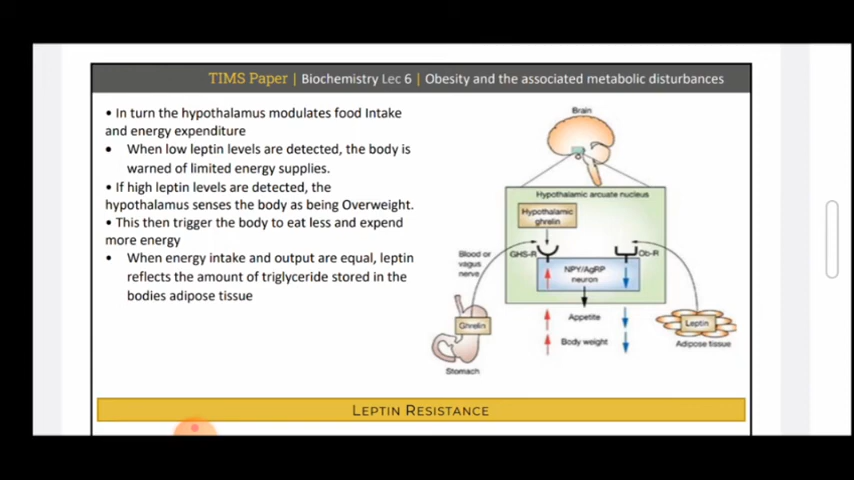 TIMS Paper | Biochemistry Lec 6 | Obesity and the associated metabolic disturbances
• In turn the hypothalamus modulates food Intake
and energy expenditure
• When low leptin levels are detected, the body is
warned of limited energy supplies.
• If high leptin levels are detected, the
hypothalamus senses the body as being Overweight.
• This then trigger the body to eat less and expend
more energy
• When energy intake and output are equal, leptin
reflects the amount of triglyceride stored in the
bodies adipose tissue
Brain
Hypothalamic arcuate nucleus
Hypothalamic
ghrelin
Blood or
vagus
nerve
GHS-R
Ob-R
NPY/AgRP
neuron
Ghrelin
Stomach
Appetite
Body weight
Leptin
Adipose tissue
LEPTIN RESISTANCE